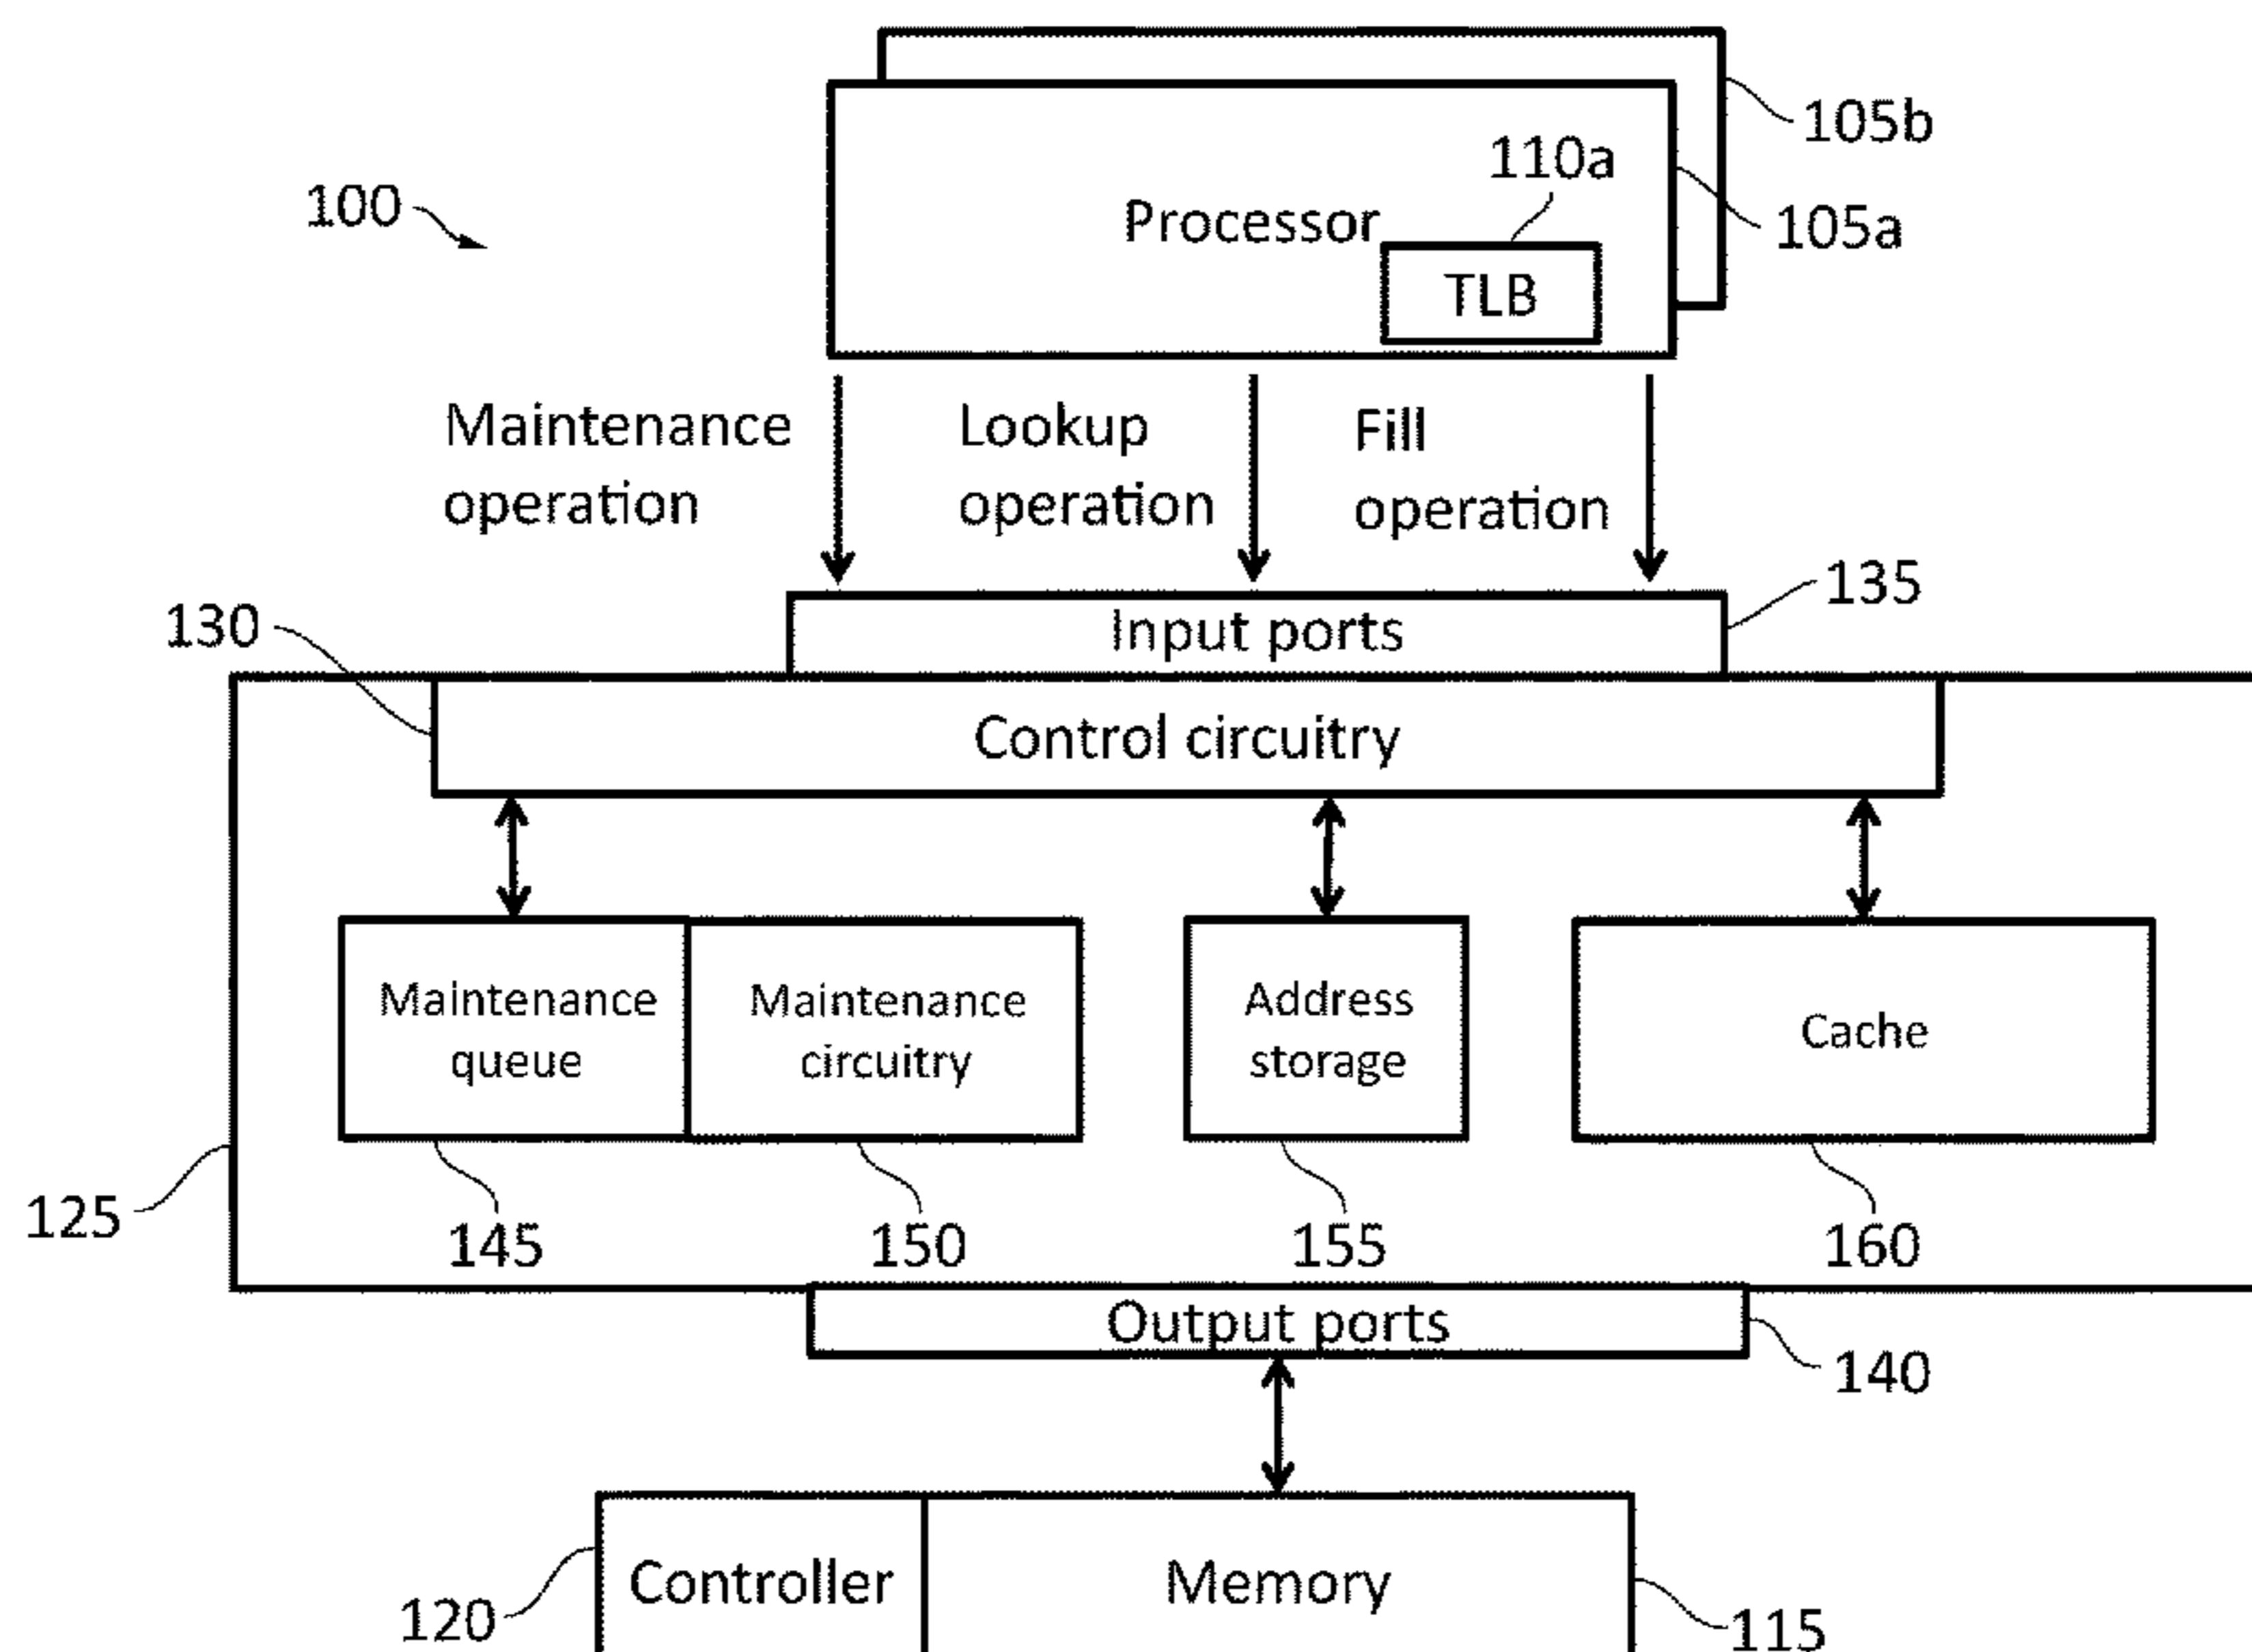 105b
110a
100
Processor
105a
TLB
Maintenance
operation
Lookup
operation
Fill
operation
135
130
Input ports
Control circuitry
Maintenance
queue
Maintenance
circuitry
Address
storage
Cache
125
145
150
155
160
Output ports
140
Controller
Memory
120
115